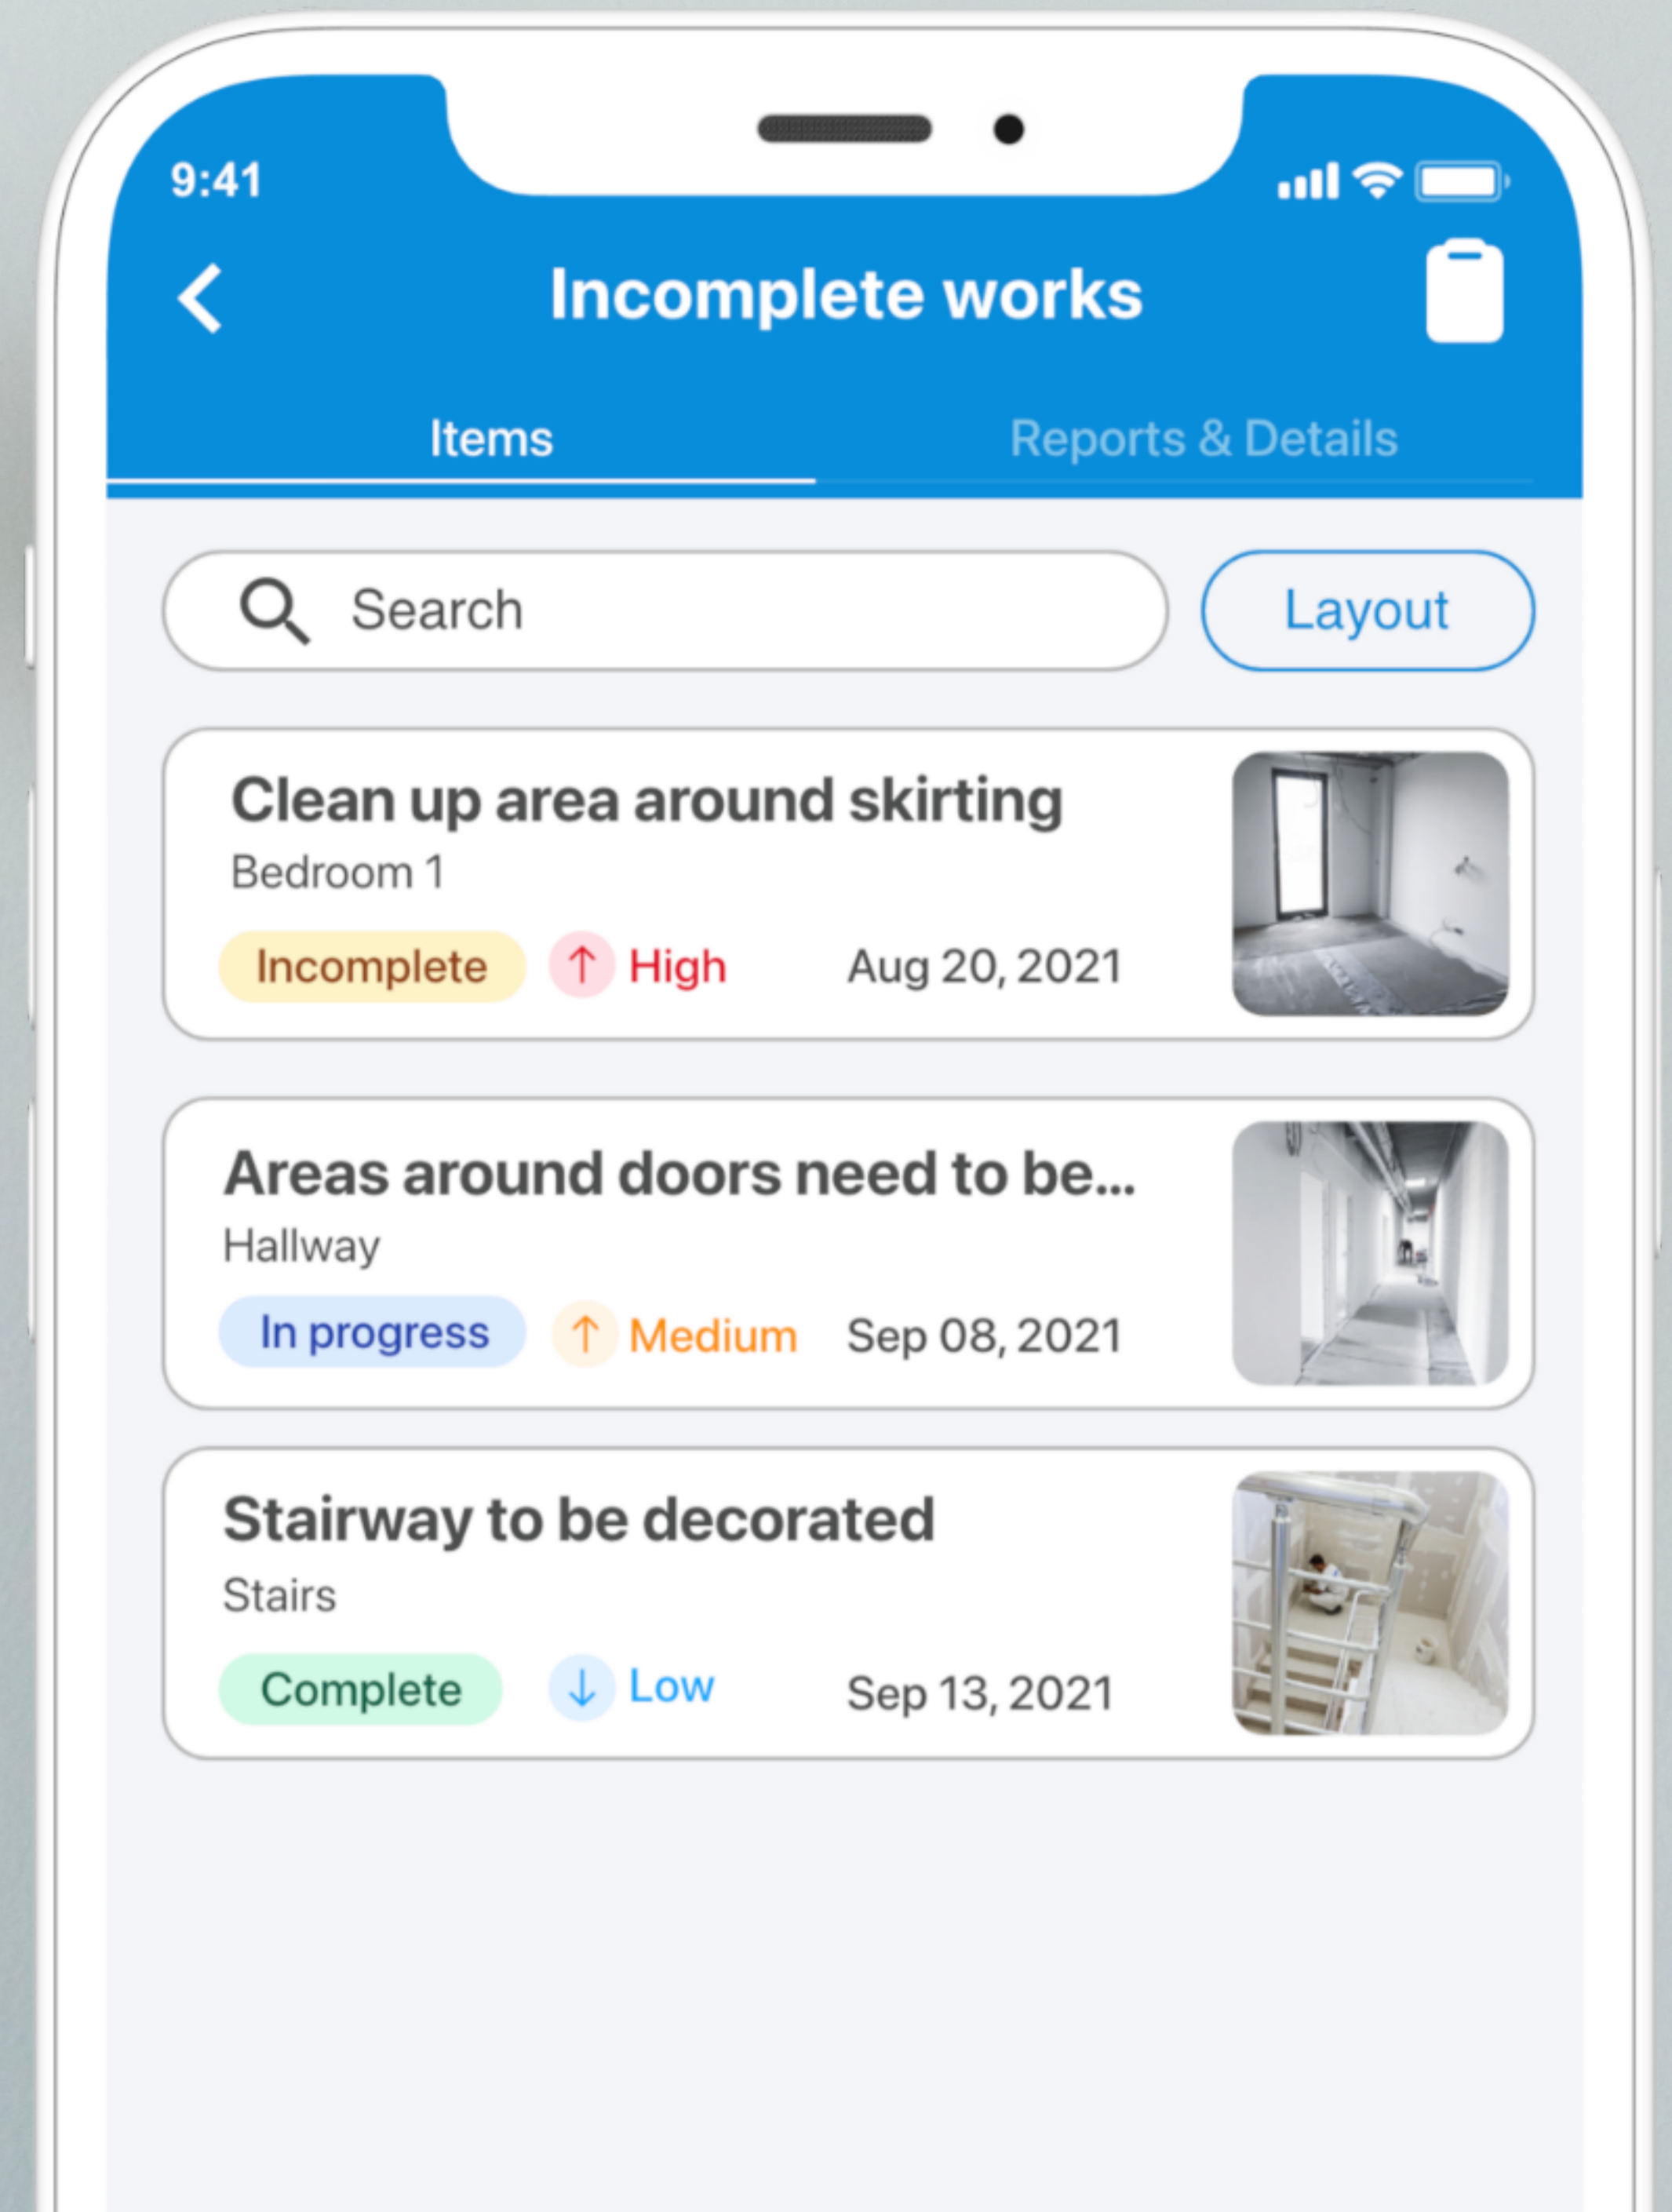 9:41
Incomplete works
Items
Reports & Details
Search
Layout
Clean up area around skirting
Bedroom 1
Incomplete
High
Aug 20, 2021
Areas around doors need to be...
Hallway
In progress
Medium
Sep 08, 2021
Stairway to be decorated
Stairs
Complete
Low
Sep 13, 2021